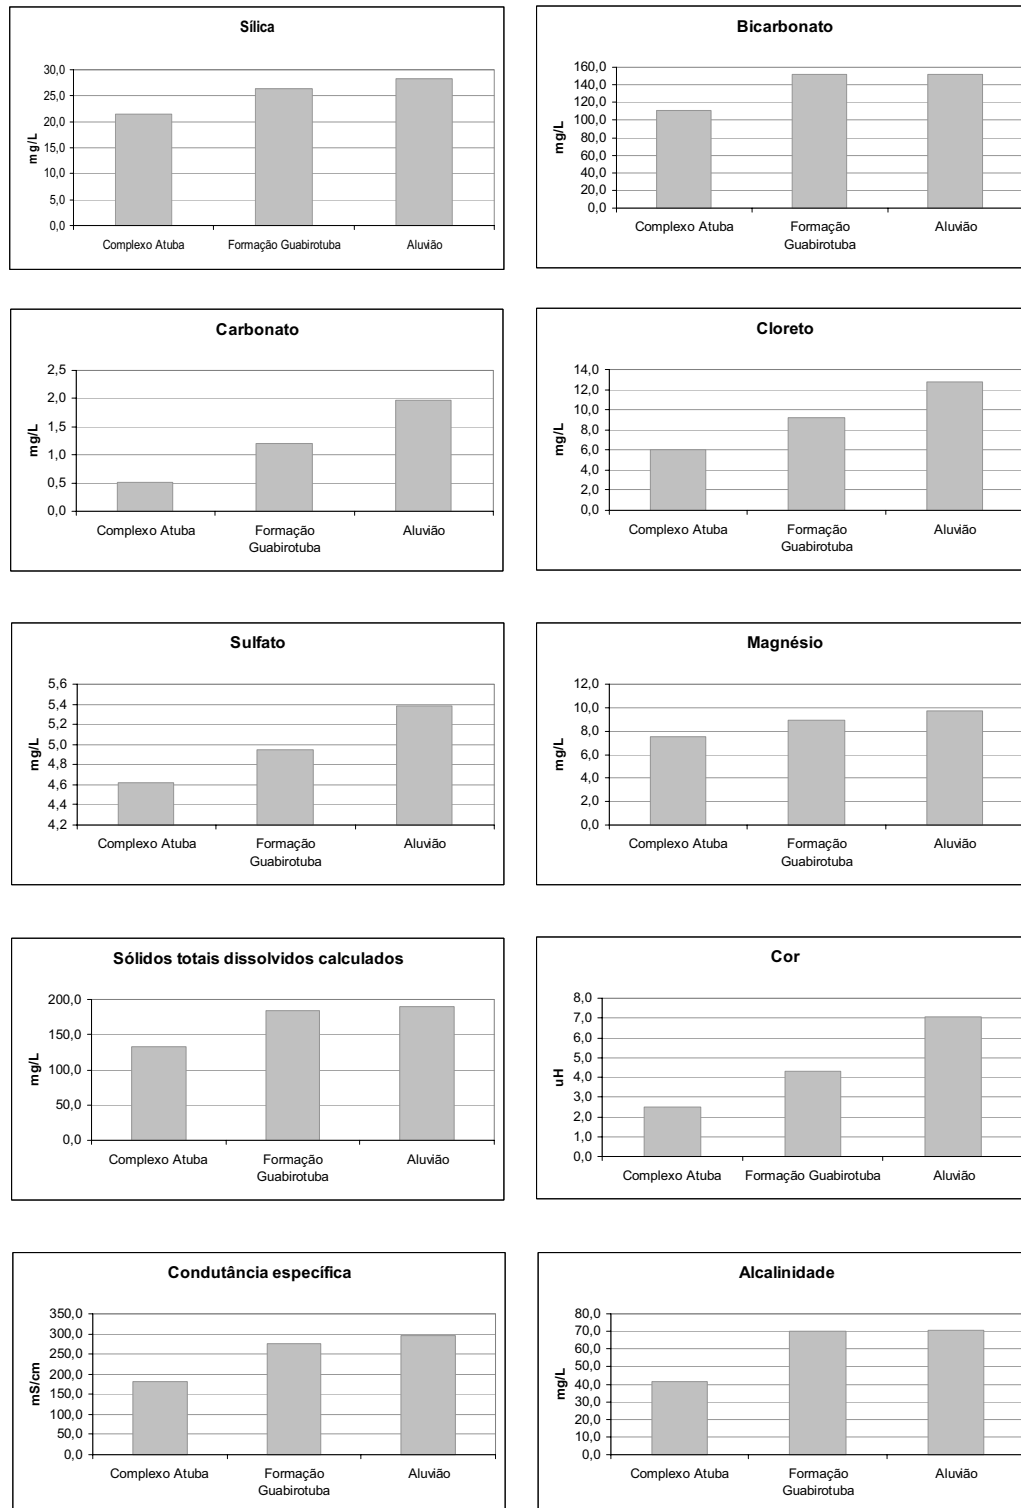 Sílica
30,0
25,0
20,0
15,0
10,0
5,0
0,0
mg/L
Complexo Atuba Formação Guabirotuba Aluvião
Bicarbonato
160,0
140,0
120,0
100,0
80,0
60,0
40,0
20,0
0,0
mg/L
Complexo Atuba Formação Aluvião
Guabirotuba
Carbonato
2,5
2,0
1,5
1,0
0,5
0,0
mg/L
Complexo Atuba Formação Aluvião
Guabirotuba
Cloreto
14,0
12,0
10,0
8,0
6,0
4,0
2,0
0,0
mg/L
Complexo Atuba Formação Aluvião
Guabirotuba
Sulfato
5,6
5,4
5,2
5,0
4,8
4,6
4,4
4,2
mg/L
Complexo Atuba Formação Aluvião
Guabirotuba
Magnésio
12,0
10,0
8,0
6,0
4,0
2,0
0,0
mg/L
Complexo Atuba Formação Aluvião
Guabirotuba
Sólidos totais dissolvidos calculados
200,0
150,0
100,0
50,0
0,0
mg/L
Complexo Atuba Formação Aluvião
Guabirotuba
Cor
8,0
7,0
6,0
5,0
4,0
3,0
2,0
1,0
0,0
uH
Complexo Atuba Formação Guabirotuba Aluvião
Condutância específica
350,0
300,0
250,0
200,0
150,0
100,0
50,0
0,0
mS/cm
Complexo Atuba Formação Aluvião
Guabirotuba
Alcalinidade
80,0
70,0
60,0
50,0
40,0
30,0
20,0
10,0
0,0
mg/L
Complexo Atuba Formação Aluvião
Guabirotuba